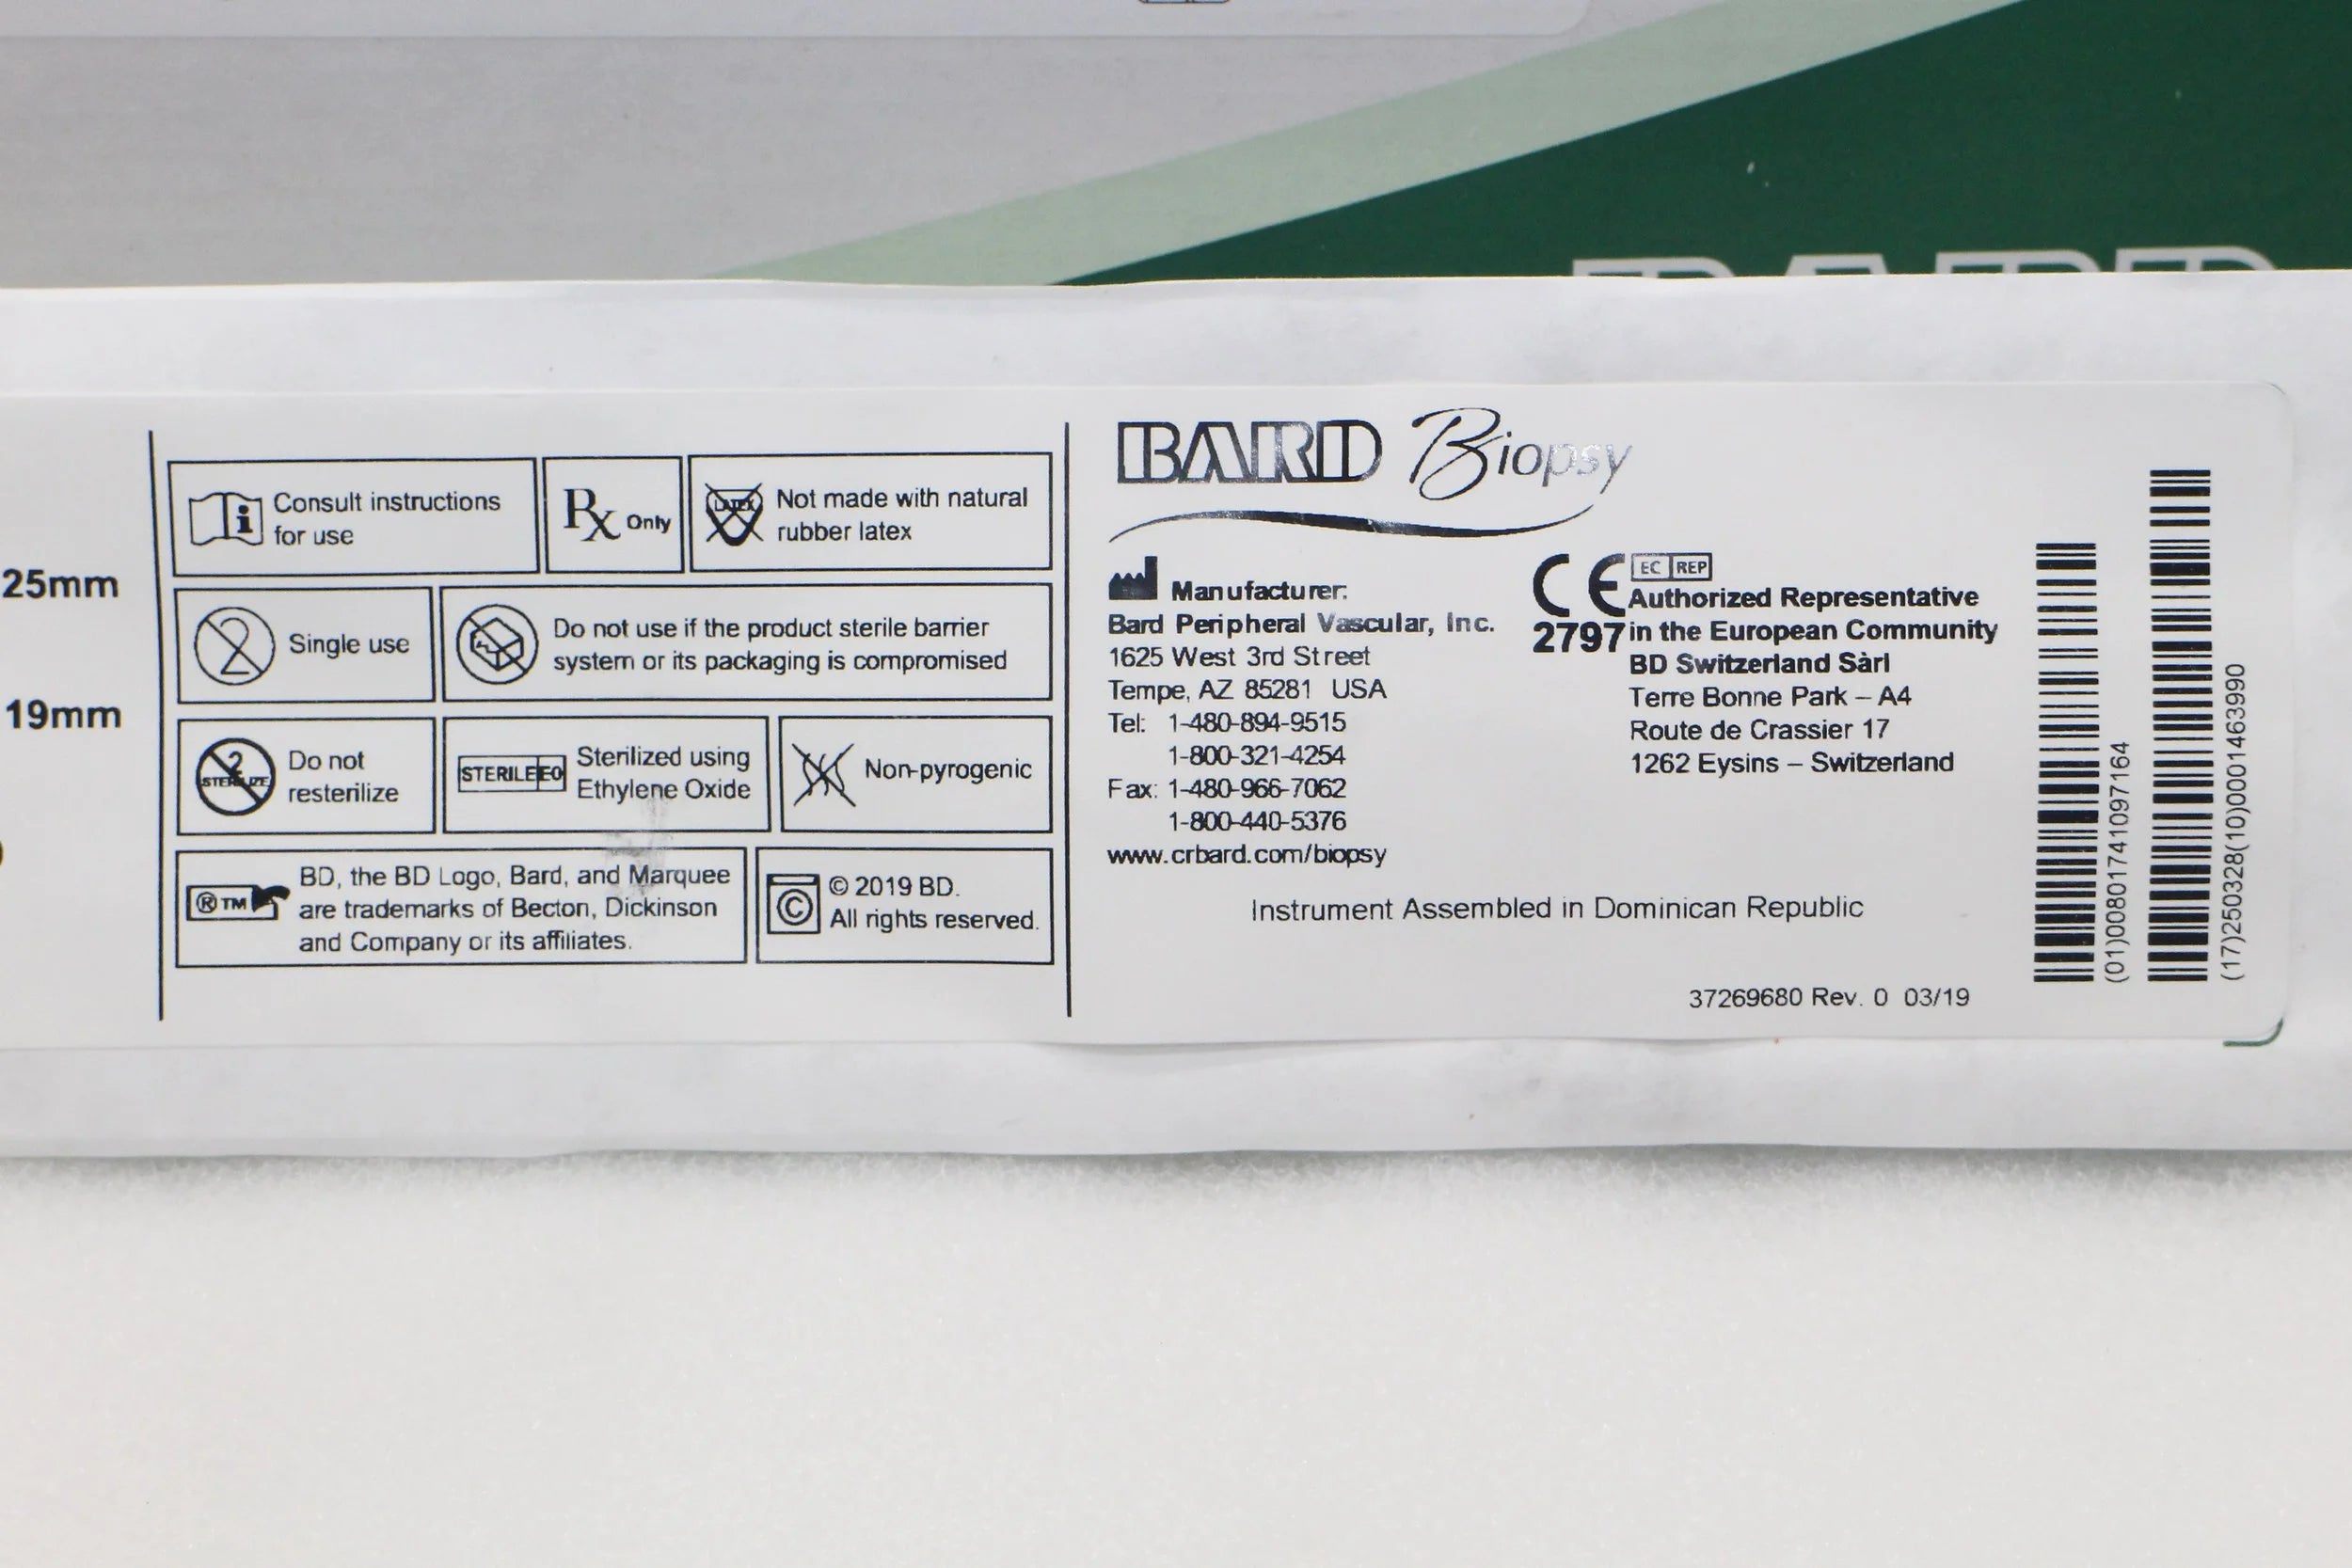 25mm
19mm
Consult instructions
for use
Rx Only
LATEX
Not made with natural
rubber latex
2
Single use
Do not use if the product sterile barrier
system or its packaging is compromised
2
STERILIZE
Do not
resterilize
STERILE EO
Sterilized using
Ethylene Oxide
Non-pyrogenic
® TM
BD, the BD Logo, Bard, and Marquee
are trademarks of Becton, Dickinson
and Company or its affiliates.
©
© 2019 BD.
All rights reserved.
BARD Biopsy
Manufacturer:
Bard Peripheral Vascular, Inc.
1625 West 3rd Street
Tempe, AZ 85281 USA
Tel: 1-480-894-9515
1-800-321-4254
Fax: 1-480-966-7062
1-800-440-5376
www.crbard.com/biopsy
CE
2797
EC REP
Authorized Representative
in the European Community
BD Switzerland Sàrl
Terre Bonne Park – A4
Route de Crassier 17
1262 Eysins – Switzerland
Instrument Assembled in Dominican Republic
37269680 Rev. 0 03/19
(01)00801741097164
(17)250328(10)0001463990